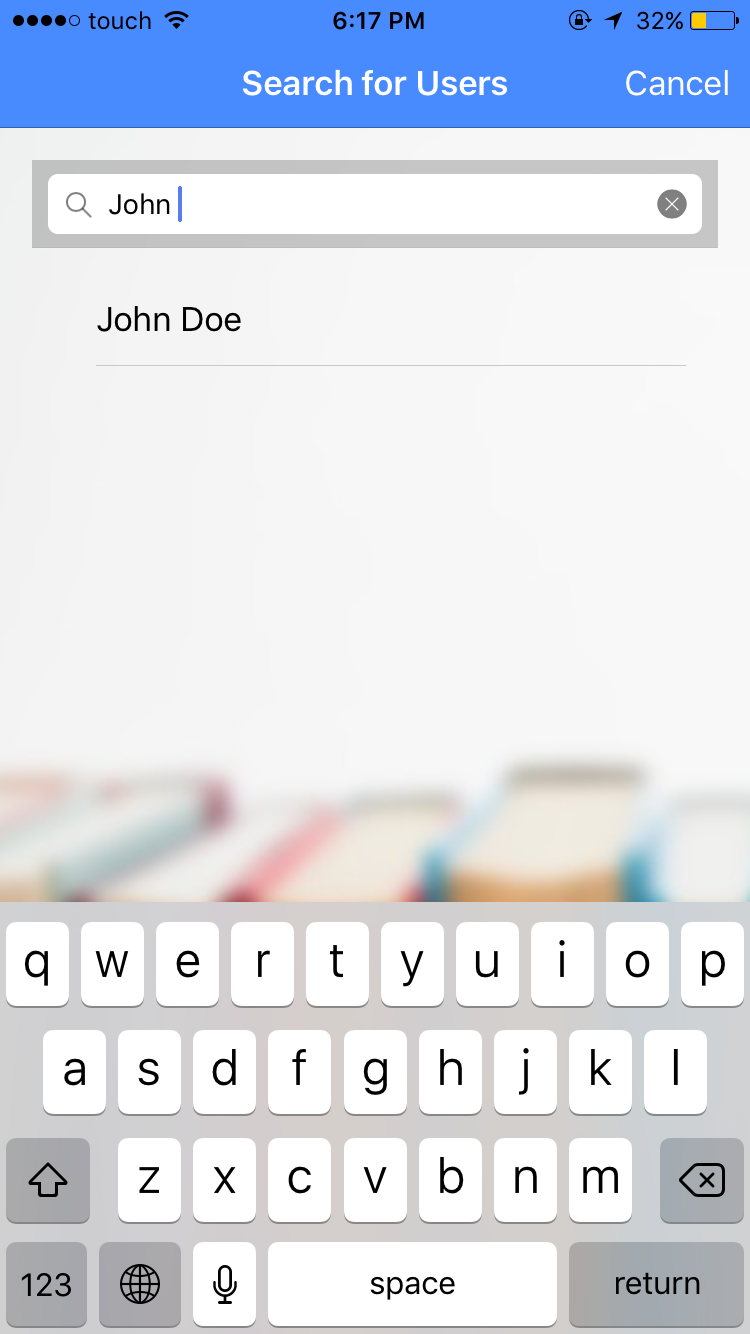 touch 6:17 PM 32%
Search for Users Cancel
John
John Doe
q w e r t y u i o p
a s d f g h j k l
z x c v b n m
123 space return